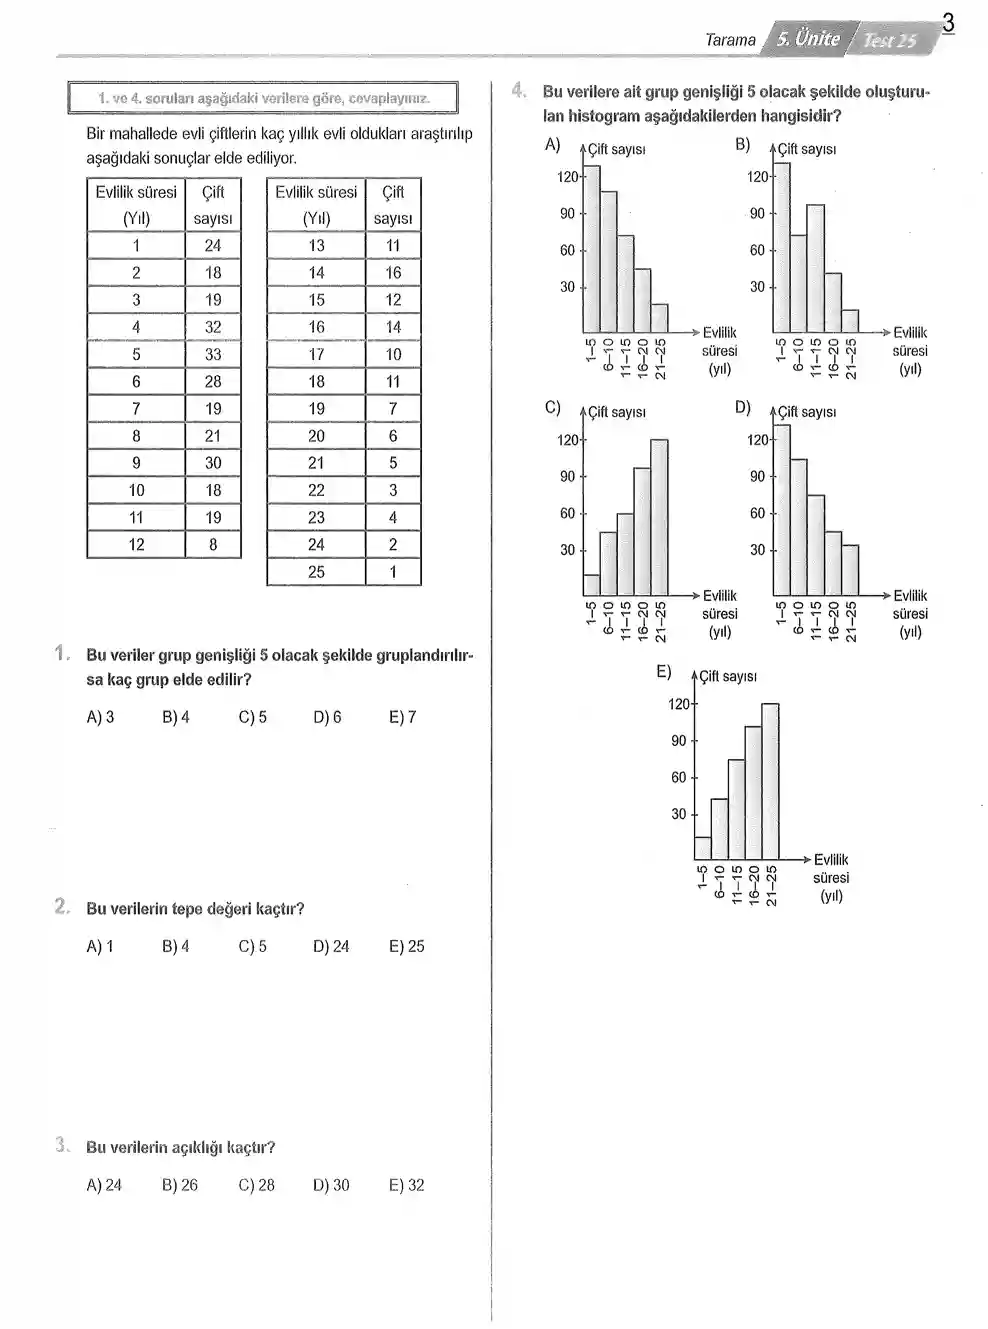 3
Tarama 5. Ünite Test 25
1. ve 4. soruları aşağıdaki verilere göre, cevaplayınız.
Bir mahallede evli çiftlerin kaç yıllık evli oldukları araştırılıp
aşağıdaki sonuçlar elde ediliyor.
Evlilik süresi (Yıl) Çift sayısı
1 24
2 18
3 19
4 32
5 33
6 28
7 19
8 21
9 30
10 18
11 19
12 8
Evlilik süresi (Yıl) Çift sayısı
13 11
14 16
15 12
16 14
17 10
18 11
19 7
20 6
21 5
22 3
23 4
24 2
25 1
1. Bu veriler grup genişliği 5 olacak şekilde gruplandırılır-
sa kaç grup elde edilir?
A) 3 B) 4 C) 5 D) 6 E) 7
2. Bu verilerin tepe değeri kaçtır?
A) 1 B) 4 C) 5 D) 24 E) 25
3. Bu verilerin açıklığı kaçtır?
A) 24 B) 26 C) 28 D) 30 E) 32
4. Bu verilere ait grup genişliği 5 olacak şekilde oluşturu-
lan histogram aşağıdakilerden hangisidir?
A) Çift sayısı
120
90
60
30
1–5 6–10 11–15 16–20 21–25
Evlilik
süresi
(yıl)
B) Çift sayısı
120
90
60
30
1–5 6–10 11–15 16–20 21–25
Evlilik
süresi
(yıl)
C) Çift sayısı
120
90
60
30
1–5 6–10 11–15 16–20 21–25
Evlilik
süresi
(yıl)
D) Çift sayısı
120
90
60
30
1–5 6–10 11–15 16–20 21–25
Evlilik
süresi
(yıl)
E) Çift sayısı
120
90
60
30
1–5 6–10 11–15 16–20 21–25
Evlilik
süresi
(yıl)